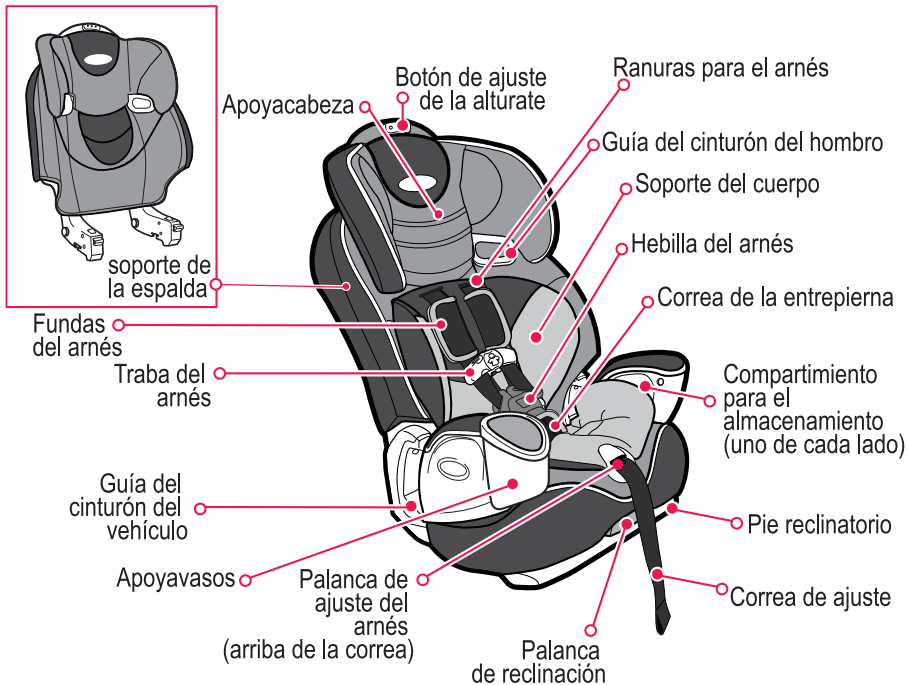 Botón de ajuste
de la alturate
Apoyacabeza
Ranuras para el arnés
Guía del cinturón del hombro
Soporte del cuerpo
Hebilla del arnés
Correa de la entrepierna
soporte de
la espalda
Fundas
del arnés
Traba del
arnés
Compartimiento
para el
almacenamiento
(uno de cada lado)
Guía del
cinturón del
vehículo
Pie reclinatorio
Apoyavasos
Palanca de
ajuste del
arnés
(arriba de la correa)
Correa de ajuste
Palanca
de reclinación